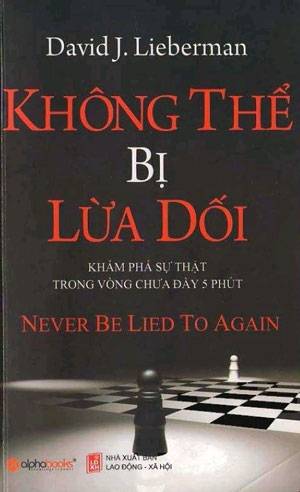 David J. Lieberman
KHÔNG THỂ
BỊ
LỪA DỐI
KHÁM PHÁ SỰ THẬT
TRONG VÒNG CHƯA ĐẦY 5 PHÚT
NEVER BE LIED TO AGAIN
alphabooks
NHÀ XUẤT BẢN
LAO ĐỘNG - XÃ HỘI